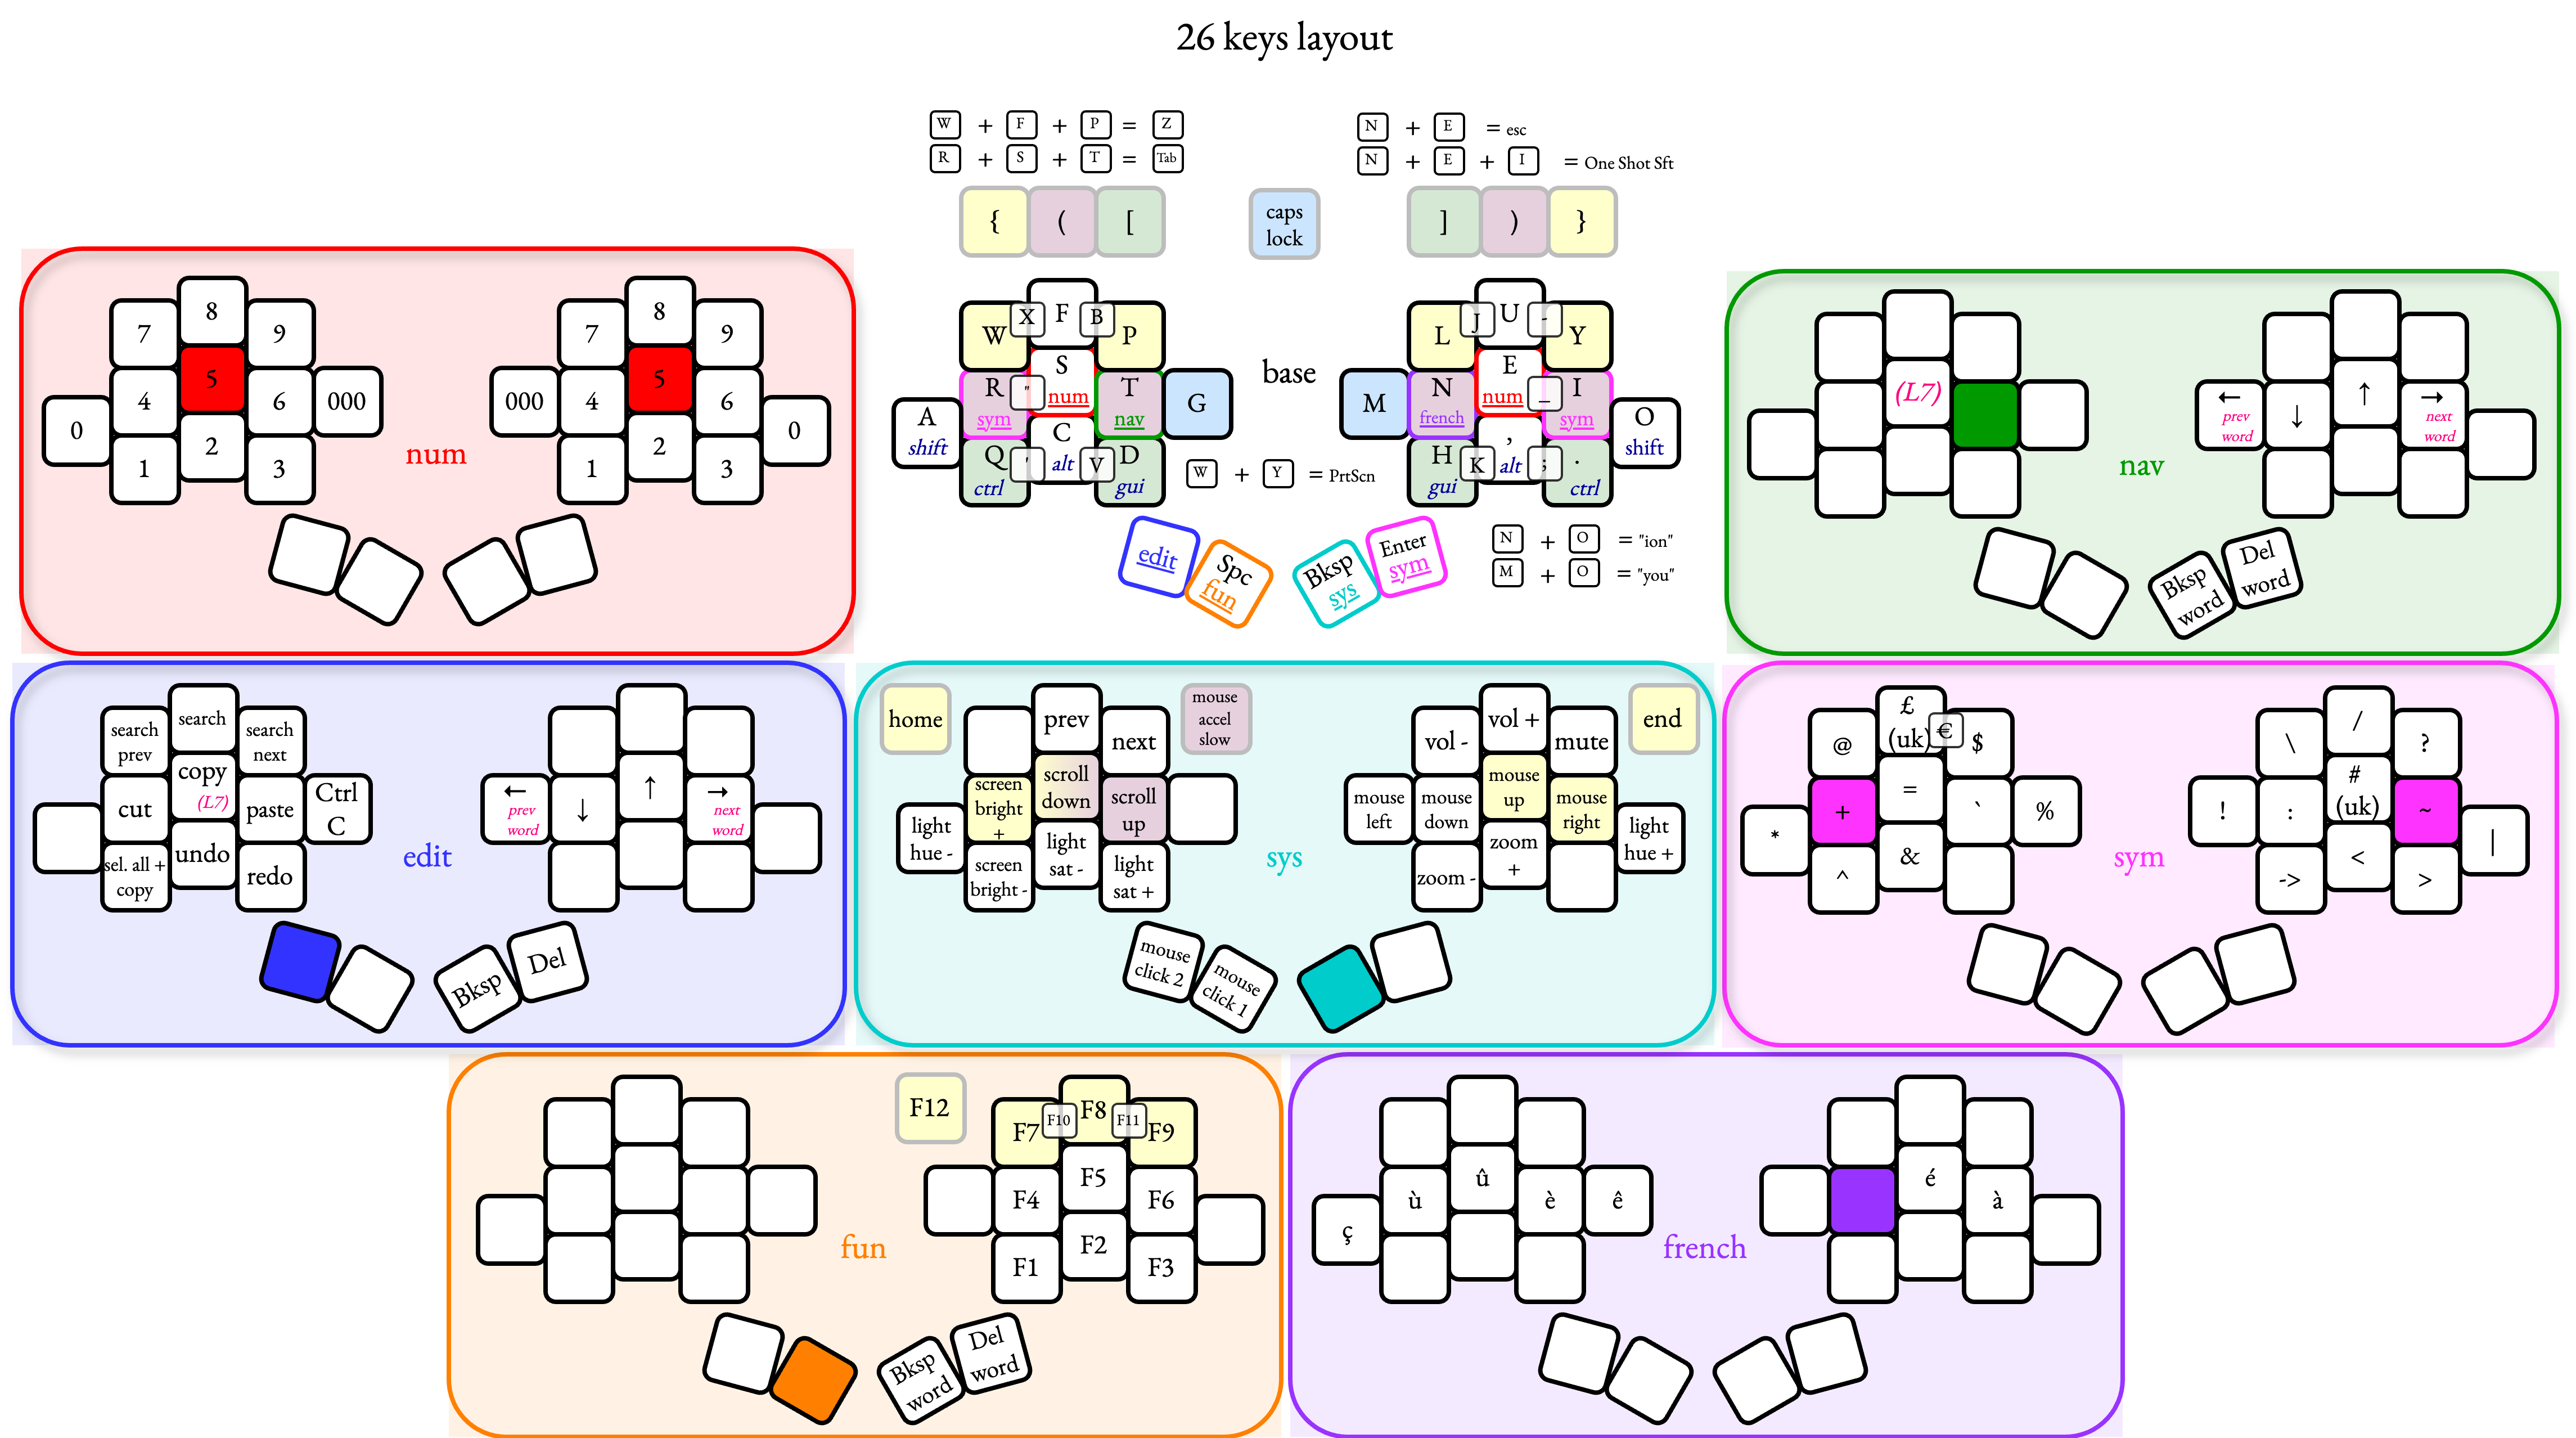 26 keys layout
W + F + P = Z
R + S + T = Tab
N + E = esc
N + E + I = One Shot Sft
{ ( [
caps
lock
] ) }
8
7 9
5
4 6 000
0
2
1 3
num
8
7 9
5
000 4 6
0
2
1 3
X F B
W P
S
R " num T G
sym nav
A
shift
C
Q ' alt V D
ctrl gui
base
J U -
L Y
E
M N num _ I
french sym
O
shift
,
H K alt ; .
gui ctrl
W + Y = PrtScn
edit
Spc
fun
Bksp
sys
Enter
sym
N + O = "ion"
M + O = "you"
(L7)
nav
↑
←
prev
word
↓
→
next
word
Bksp
word
Del
word
search
prev
search
search
next
cut
copy
(L7)
paste
Ctrl
C
sel. all +
copy
undo
redo
edit
←
prev
word
↓
↑
→
next
word
Bksp
Del
home
prev
next
mouse
accel
slow
screen
bright
+
scroll
down
scroll
up
light
hue -
screen
bright -
light
sat -
light
sat +
sys
vol -
vol +
mute
end
mouse
left
mouse
down
mouse
up
mouse
right
light
hue +
zoom -
zoom
+
mouse
click 2
mouse
click 1
@
£
(uk)
€
$
+
=
`
%
*
^
&
sym
\
/
?
!
:
#
(uk)
~
|
->
<
>
F12
F7 F10 F8 F11 F9
F4 F5 F6
F1 F2 F3
fun
Bksp
word
Del
word
ç ù û è ê
french
é à